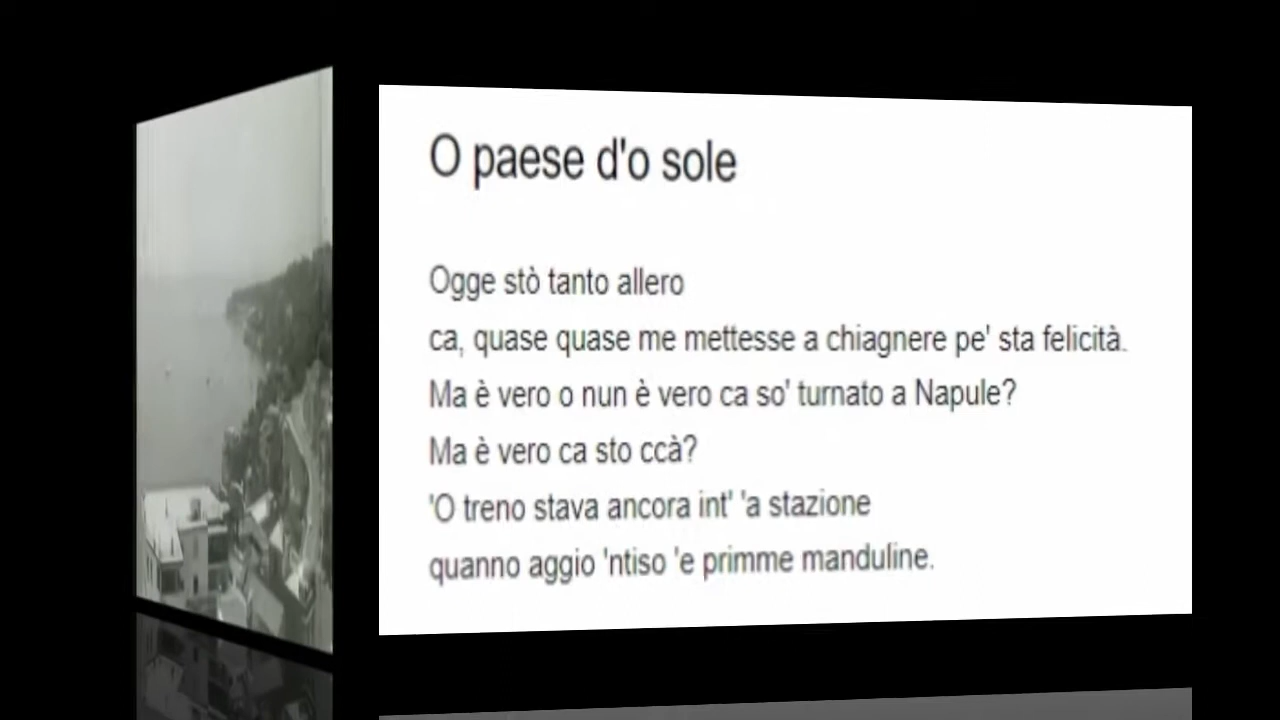 O paese d'o sole
Ogge stò tanto allero
ca, quase quase me mettesse a chiagnere pe' sta felicità.
Ma è vero o nun è vero ca so' turnato a Napule?
Ma è vero ca sto ccà?
'O treno stava ancora int' 'a stazione
quanno aggio 'ntiso 'e primme manduline.